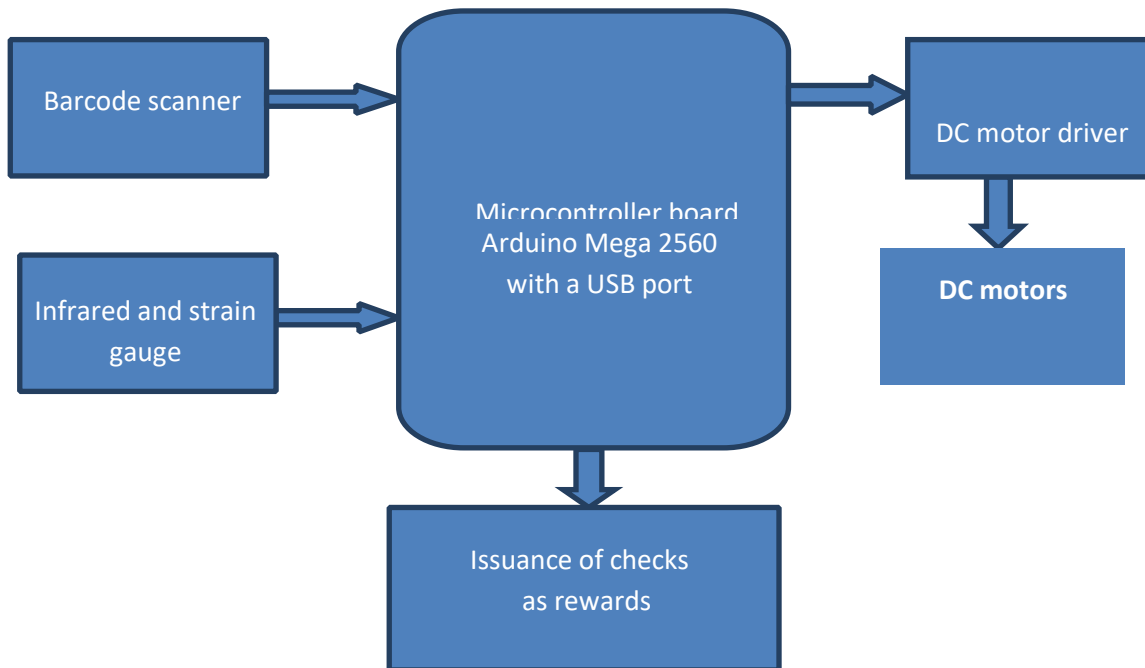 Barcode scanner
Infrared and strain
gauge
Microcontroller board
Arduino Mega 2560
with a USB port
DC motor driver
DC motors
Issuance of checks
as rewards